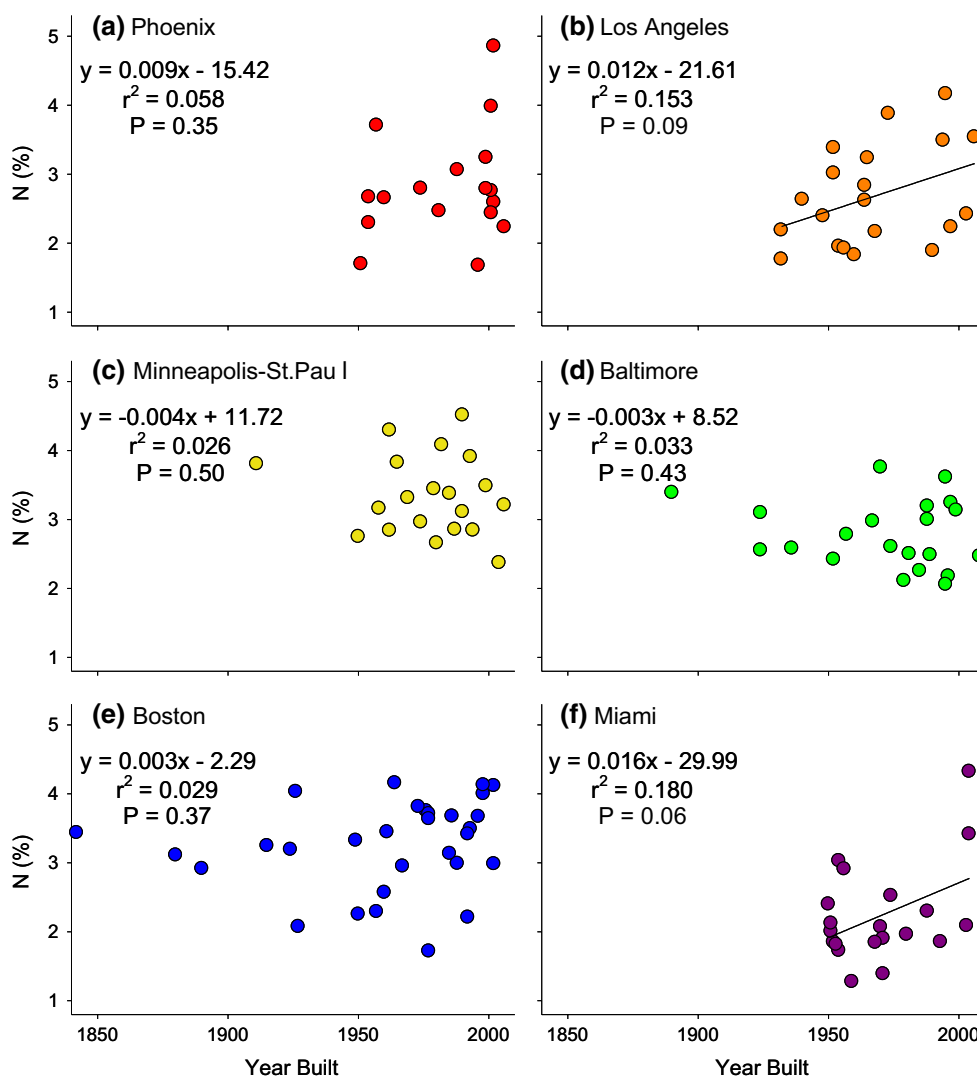 (a) Phoenix
y = 0.009x - 15.42
r² = 0.058
P = 0.35
5
4
3
2
1
N (%)
(b) Los Angeles
y = 0.012x - 21.61
r² = 0.153
P = 0.09
(c) Minneapolis-St.Pau l
y = -0.004x + 11.72
r² = 0.026
P = 0.50
5
4
3
2
1
N (%)
(d) Baltimore
y = -0.003x + 8.52
r² = 0.033
P = 0.43
(e) Boston
y = 0.003x - 2.29
r² = 0.029
P = 0.37
5
4
3
2
1
N (%)
1850 1900 1950 2000
Year Built
(f) Miami
y = 0.016x - 29.99
r² = 0.180
P = 0.06
1850 1900 1950 2000
Year Built